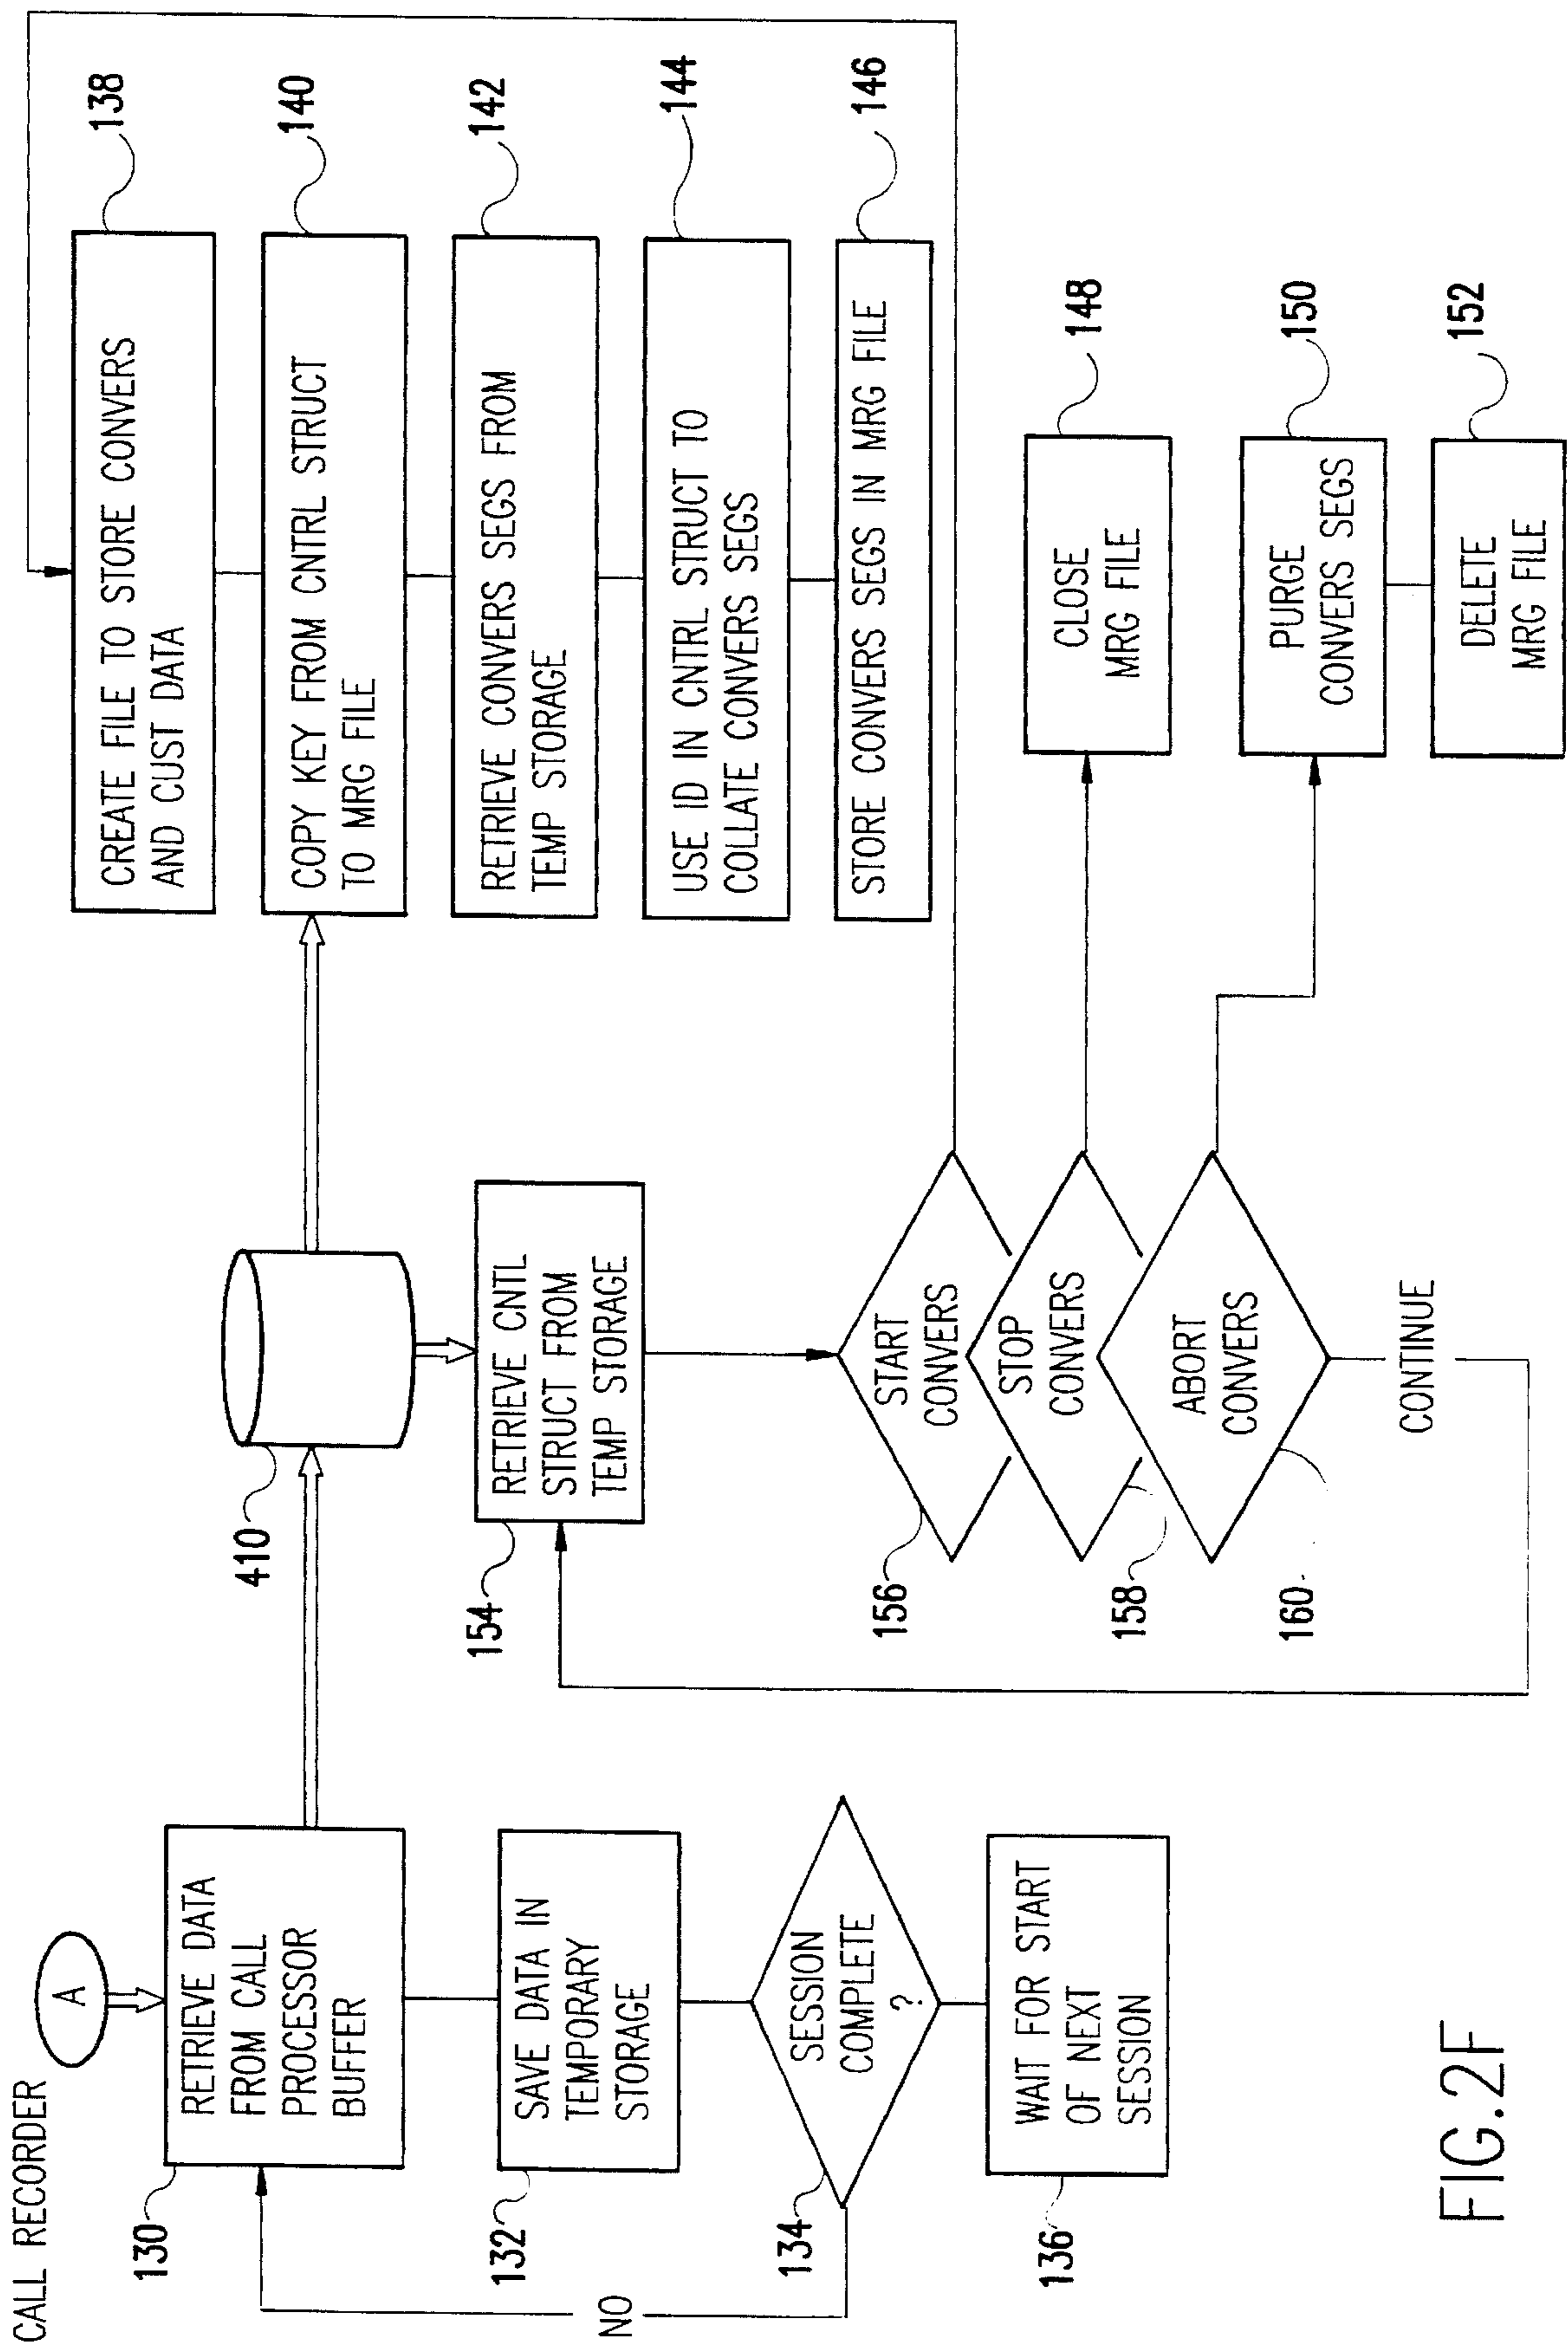 CALL RECORDER
A
130
RETRIEVE DATA
FROM CALL
PROCESSOR
BUFFER
132
SAVE DATA IN
TEMPORARY
STORAGE
134
SESSION
COMPLETE
?
NO
136
WAIT FOR START
OF NEXT
SESSION
410
154
RETRIEVE CNTL
STRUCT FROM
TEMP STORAGE
156
START
CONVERS
158
STOP
CONVERS
160
ABORT
CONVERS
CONTINUE
138
CREATE FILE TO STORE CONVERS
AND CUST DATA
140
COPY KEY FROM CNTRL STRUCT
TO MRG FILE
142
RETRIEVE CONVERS SEGS FROM
TEMP STORAGE
144
USE ID IN CNTRL STRUCT TO
COLLATE CONVERS SEGS
146
STORE CONVERS SEGS IN MRG FILE
148
CLOSE
MRG FILE
150
PURGE
CONVERS SEGS
152
DELETE
MRG FILE
FIG.2F